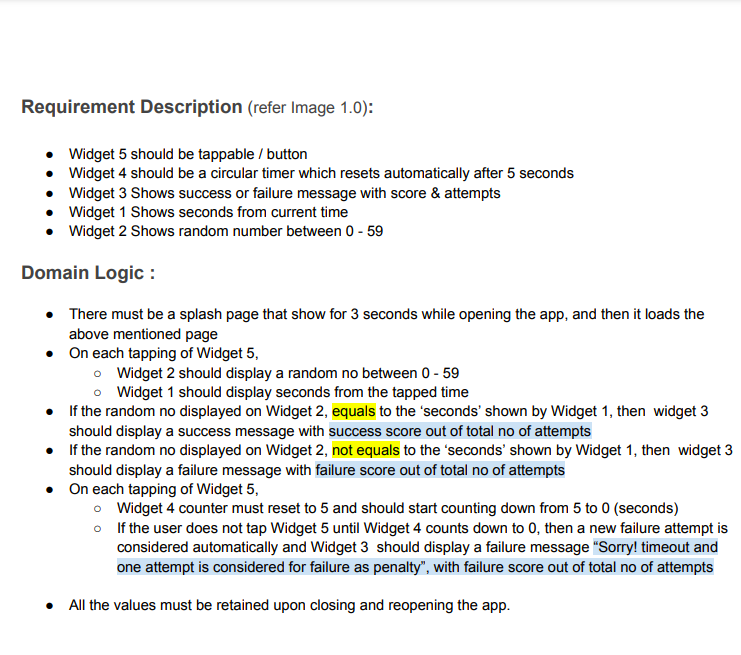 Requirement Description (refer Image 1.0):
● Widget 5 should be tappable / button
● Widget 4 should be a circular timer which resets automatically after 5 seconds
● Widget 3 Shows success or failure message with score & attempts
● Widget 1 Shows seconds from current time
● Widget 2 Shows random number between 0 - 59
Domain Logic :
● There must be a splash page that show for 3 seconds while opening the app, and then it loads the
above mentioned page
● On each tapping of Widget 5,
○ Widget 2 should display a random no between 0 - 59
○ Widget 1 should display seconds from the tapped time
● If the random no displayed on Widget 2, equals to the ‘seconds’ shown by Widget 1, then widget 3
should display a success message with success score out of total no of attempts
● If the random no displayed on Widget 2, not equals to the ‘seconds’ shown by Widget 1, then widget 3
should display a failure message with failure score out of total no of attempts
● On each tapping of Widget 5,
○ Widget 4 counter must reset to 5 and should start counting down from 5 to 0 (seconds)
○ If the user does not tap Widget 5 until Widget 4 counts down to 0, then a new failure attempt is
considered automatically and Widget 3 should display a failure message “Sorry! timeout and
one attempt is considered for failure as penalty”, with failure score out of total no of attempts
● All the values must be retained upon closing and reopening the app.